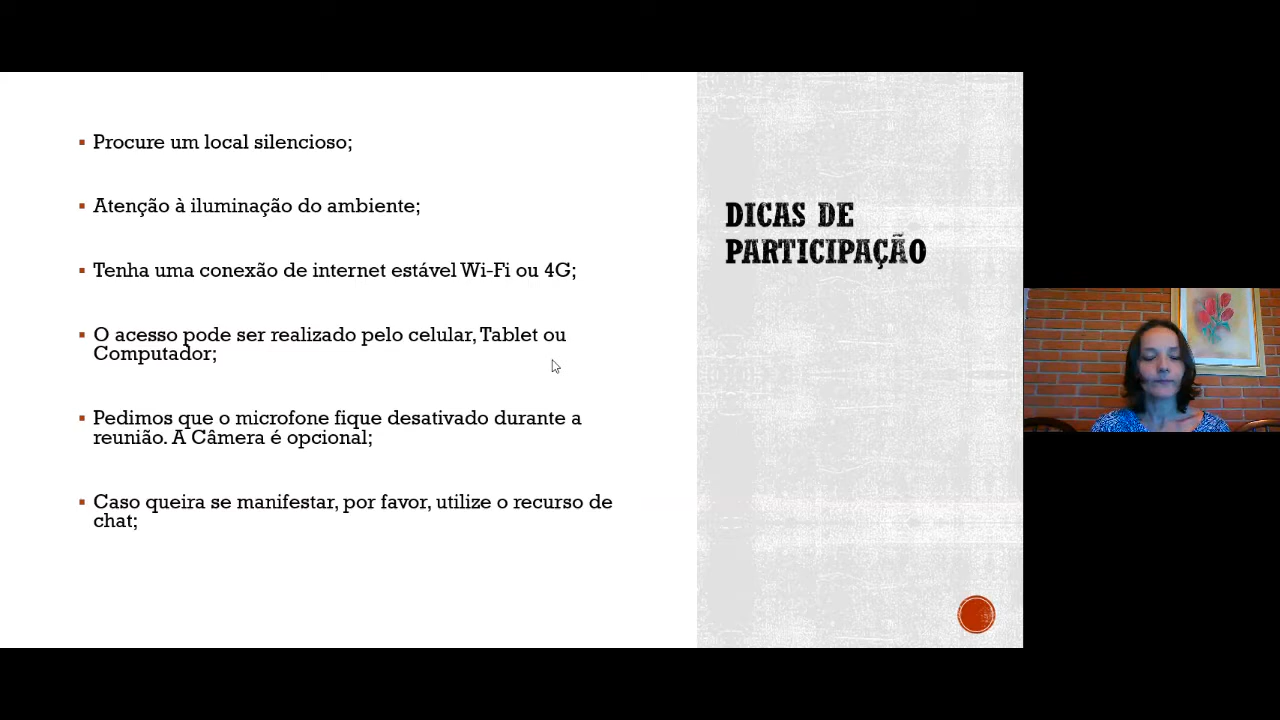 Procure um local silencioso;
Atenção à iluminação do ambiente;
Tenha uma conexão de internet estável Wi-Fi ou 4G;
O acesso pode ser realizado pelo celular, Tablet ou
Computador;
Pedimos que o microfone fique desativado durante a
reunião. A Câmera é opcional;
Caso queira se manifestar, por favor, utilize o recurso de
chat;
DICAS DE
PARTICIPAÇÃO